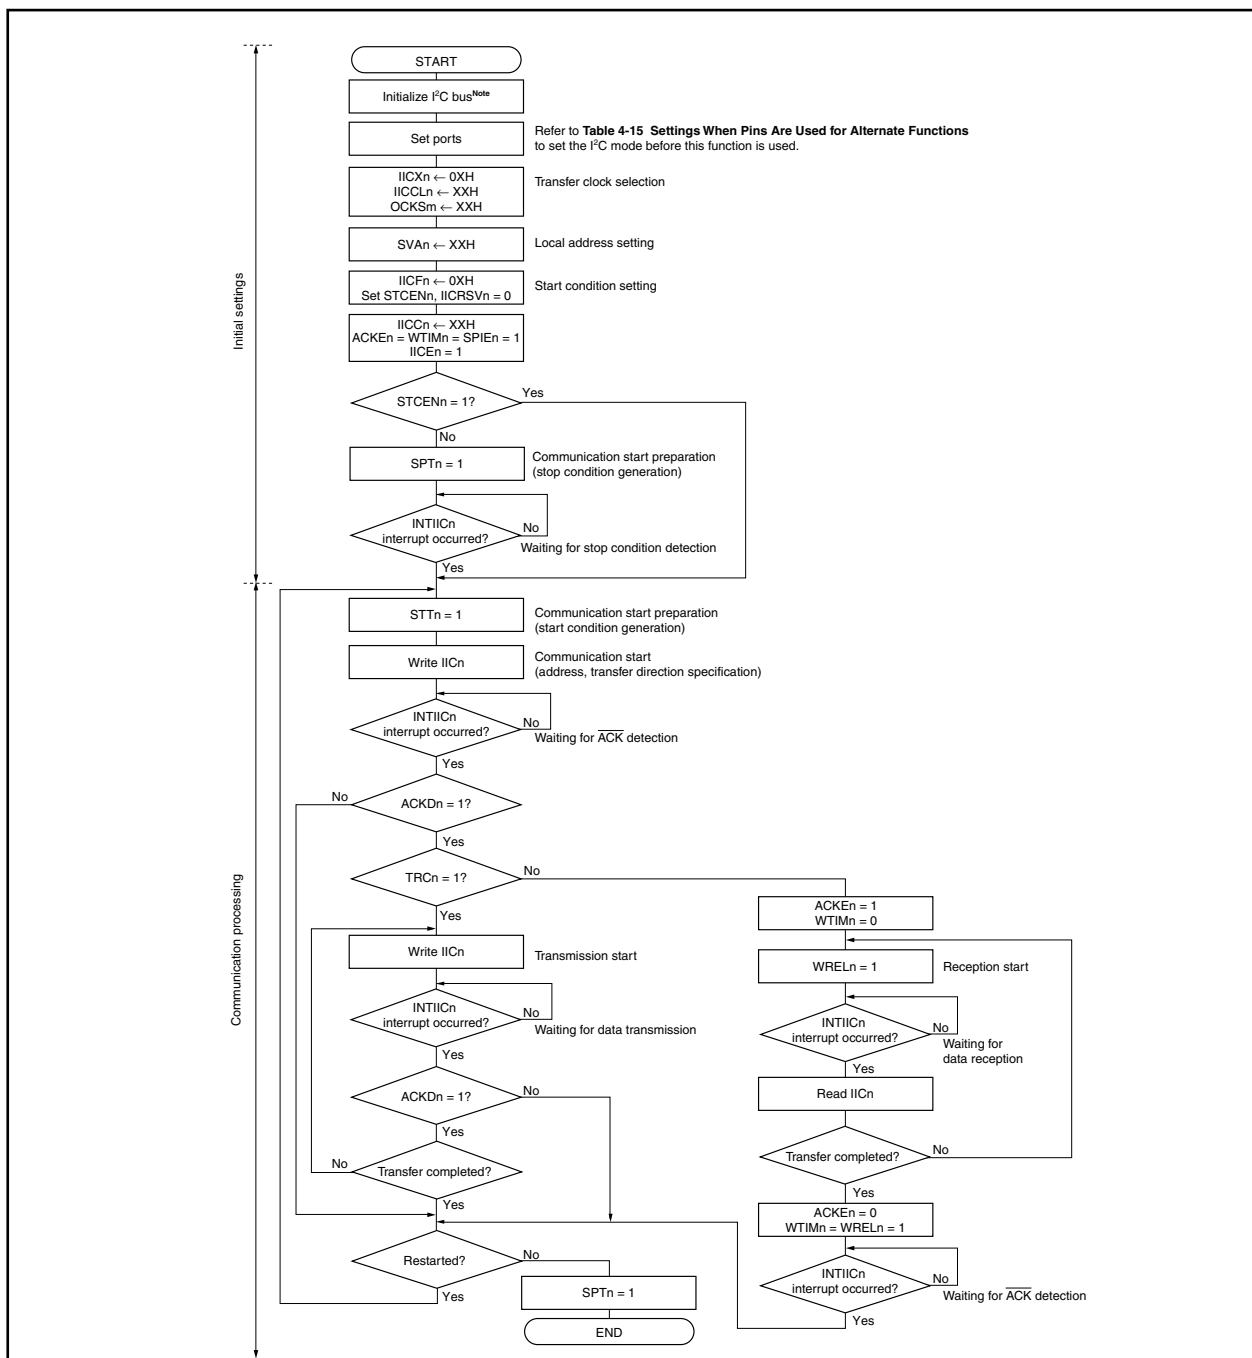 START
Initialize I²C bus^Note
Set ports
Refer to Table 4-15 Settings When Pins Are Used for Alternate Functions
to set the I²C mode before this function is used.
IICXn ← 0XH
IICCLn ← XXH
OCKSm ← XXH
Transfer clock selection
SVAn ← XXH
Local address setting
IICFn ← 0XH
Set STCENn, IICRSVn = 0
Start condition setting
IICCn ← XXH
ACKEn = WTIMn = SPIEn = 1
IICEn = 1
Initial settings
STCENn = 1?
Yes
No
SPTn = 1
Communication start preparation
(stop condition generation)
INTIICn
interrupt occurred?
No
Waiting for stop condition detection
Yes
STTn = 1
Communication start preparation
(start condition generation)
Write IICn
Communication start
(address, transfer direction specification)
INTIICn
interrupt occurred?
No
Waiting for A̅C̅K̅ detection
Yes
No
ACKDn = 1?
Yes
TRCn = 1?
No
Yes
Communication processing
Write IICn
Transmission start
INTIICn
interrupt occurred?
No
Waiting for data transmission
Yes
ACKDn = 1?
No
Yes
No
Transfer completed?
Yes
Restarted?
No
Yes
SPTn = 1
END
ACKEn = 1
WTIMn = 0
WRELn = 1
Reception start
INTIICn
interrupt occurred?
No
Waiting for
data reception
Yes
Read IICn
Transfer completed?
No
Yes
ACKEn = 0
WTIMn = WRELn = 1
INTIICn
interrupt occurred?
No
Waiting for A̅C̅K̅ detection
Yes